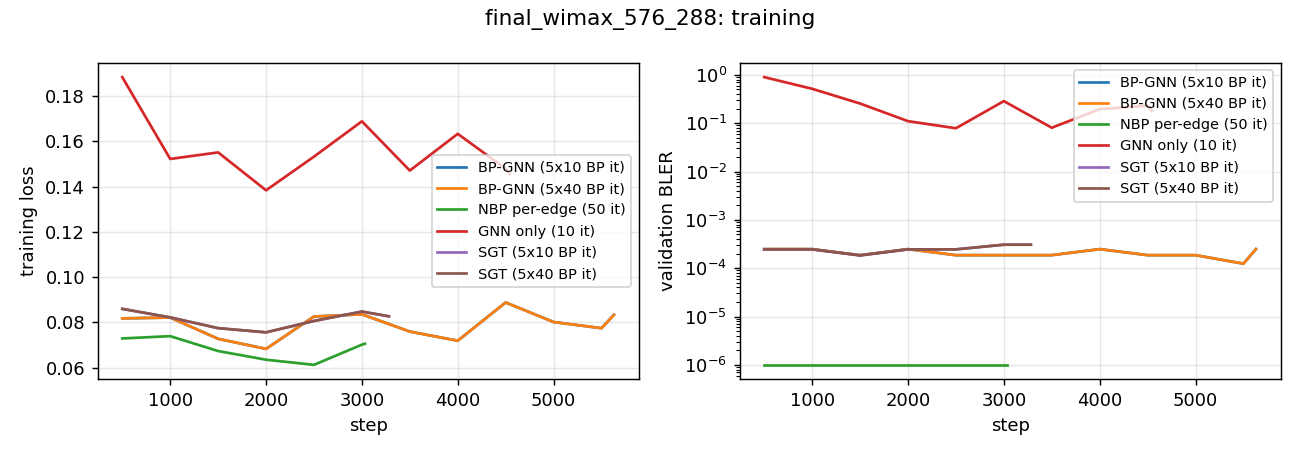 final_wimax_576_288: training
training loss
0.18
0.16
0.14
0.12
0.10
0.08
0.06
BP-GNN (5x10 BP it)
BP-GNN (5x40 BP it)
NBP per-edge (50 it)
GNN only (10 it)
SGT (5x10 BP it)
SGT (5x40 BP it)
1000 2000 3000 4000 5000
step
validation BLER
10^0
10^-1
10^-2
10^-3
10^-4
10^-5
10^-6
BP-GNN (5x10 BP it)
BP-GNN (5x40 BP it)
NBP per-edge (50 it)
GNN only (10 it)
SGT (5x10 BP it)
SGT (5x40 BP it)
1000 2000 3000 4000 5000
step